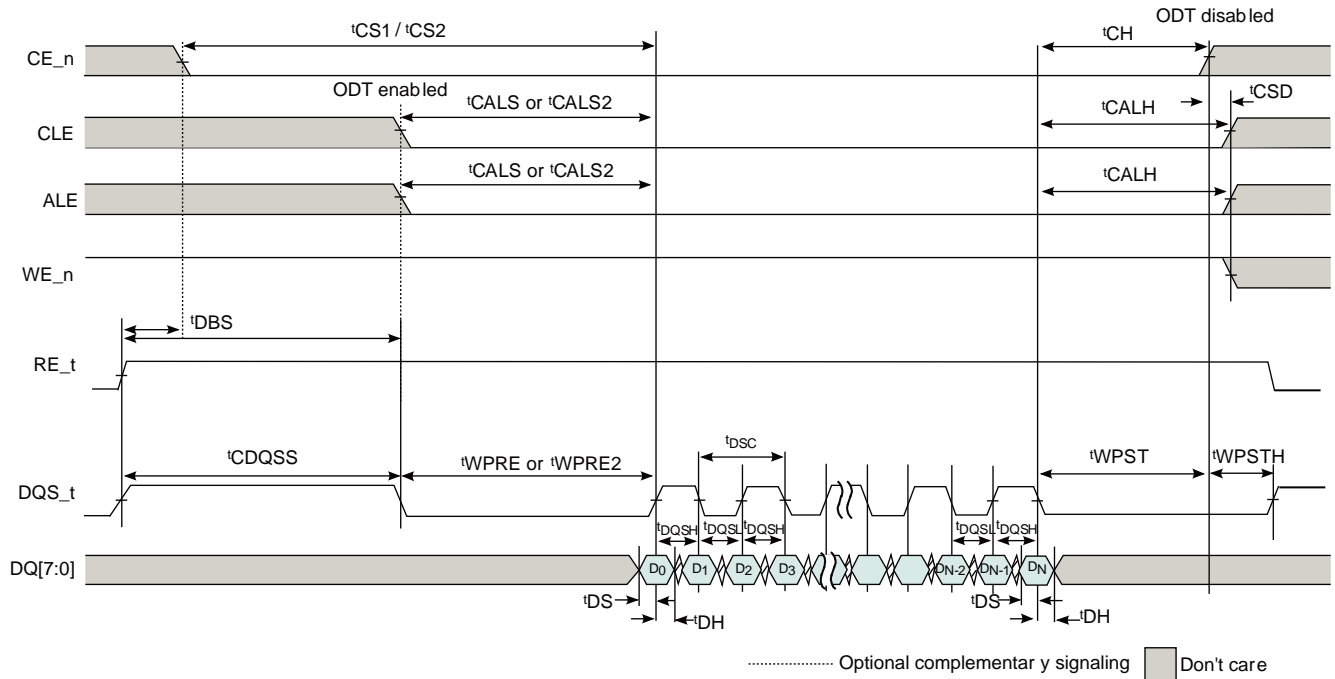 ODT disabled
tCS1 / tCS2
tCH
CE_n
ODT enabled
tCALS or tCALS2
tCSD
tCALH
CLE
tCALS or tCALS2
tCALH
ALE
WE_n
tDBS
RE_t
tDSC
tCDQSS
tWPRE or tWPRE2
tWPST
tWPSTH
DQS_t
tDQSH
tDQSL
tDQSH
tDQSL
tDQSH
DQ[7:0]
D0
D1
D2
D3
DN-2
DN-1
DN
tDS
tDS
tDH
tDH
Optional complementar y signaling
Don't care